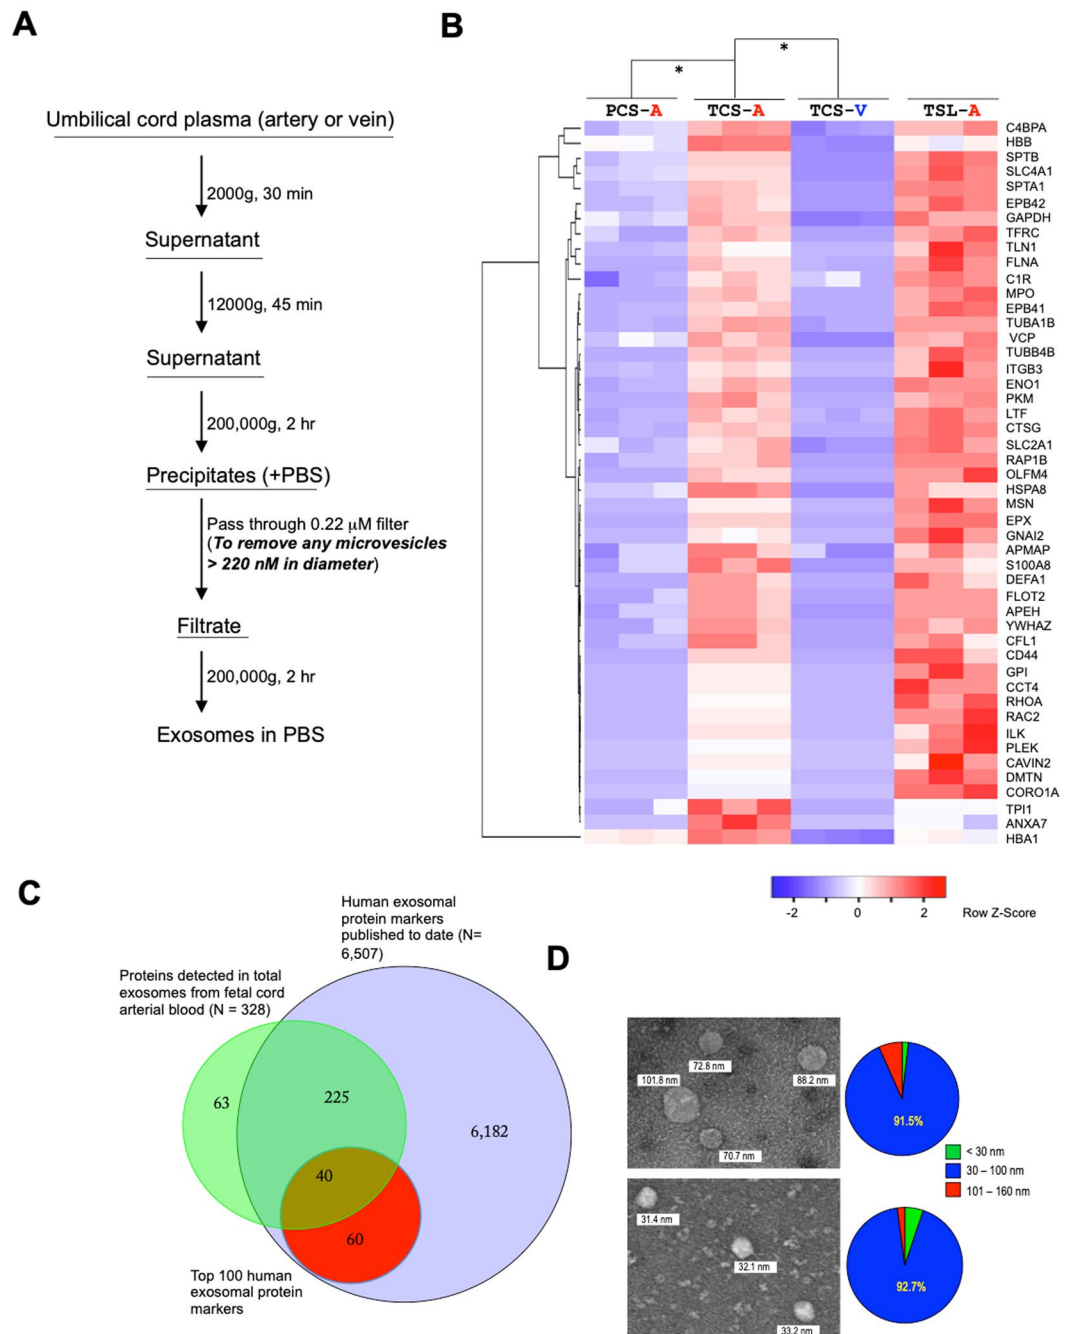 A
Umbilical cord plasma (artery or vein)
2000g, 30 min
Supernatant
12000g, 45 min
Supernatant
200,000g, 2 hr
Precipitates (+PBS)
Pass through 0.22 µM filter
(To remove any microvesicles
> 220 nM in diameter)
Filtrate
200,000g, 2 hr
Exosomes in PBS
B
*
*
PCS-A
TCS-A
TCS-V
TSL-A
C4BPA
HBB
SPTB
SLC4A1
SPTA1
EPB42
GAPDH
TFRC
TLN1
FLNA
C1R
MPO
EPB41
TUBA1B
VCP
TUBB4B
ITGB3
ENO1
PKM
LTF
CTSG
SLC2A1
RAP1B
OLFM4
HSPA8
MSN
EPX
GNAI2
APMAP
S100A8
DEFA1
FLOT2
APEH
YWHAZ
CFL1
CD44
GPI
CCT4
RHOA
RAC2
ILK
PLEK
CAVIN2
DMTN
CORO1A
TPI1
ANXA7
HBA1
-2
0
2
Row Z-Score
C
Human exosomal
protein markers
published to date (N=
6,507)
Proteins detected in total
exosomes from fetal cord
arterial blood (N = 328)
63
225
6,182
40
60
Top 100 human
exosomal protein
markers
D
72.8 nm
101.8 nm
88.2 nm
70.7 nm
91.5%
< 30 nm
30 – 100 nm
101 – 160 nm
31.4 nm
32.1 nm
33.2 nm
92.7%